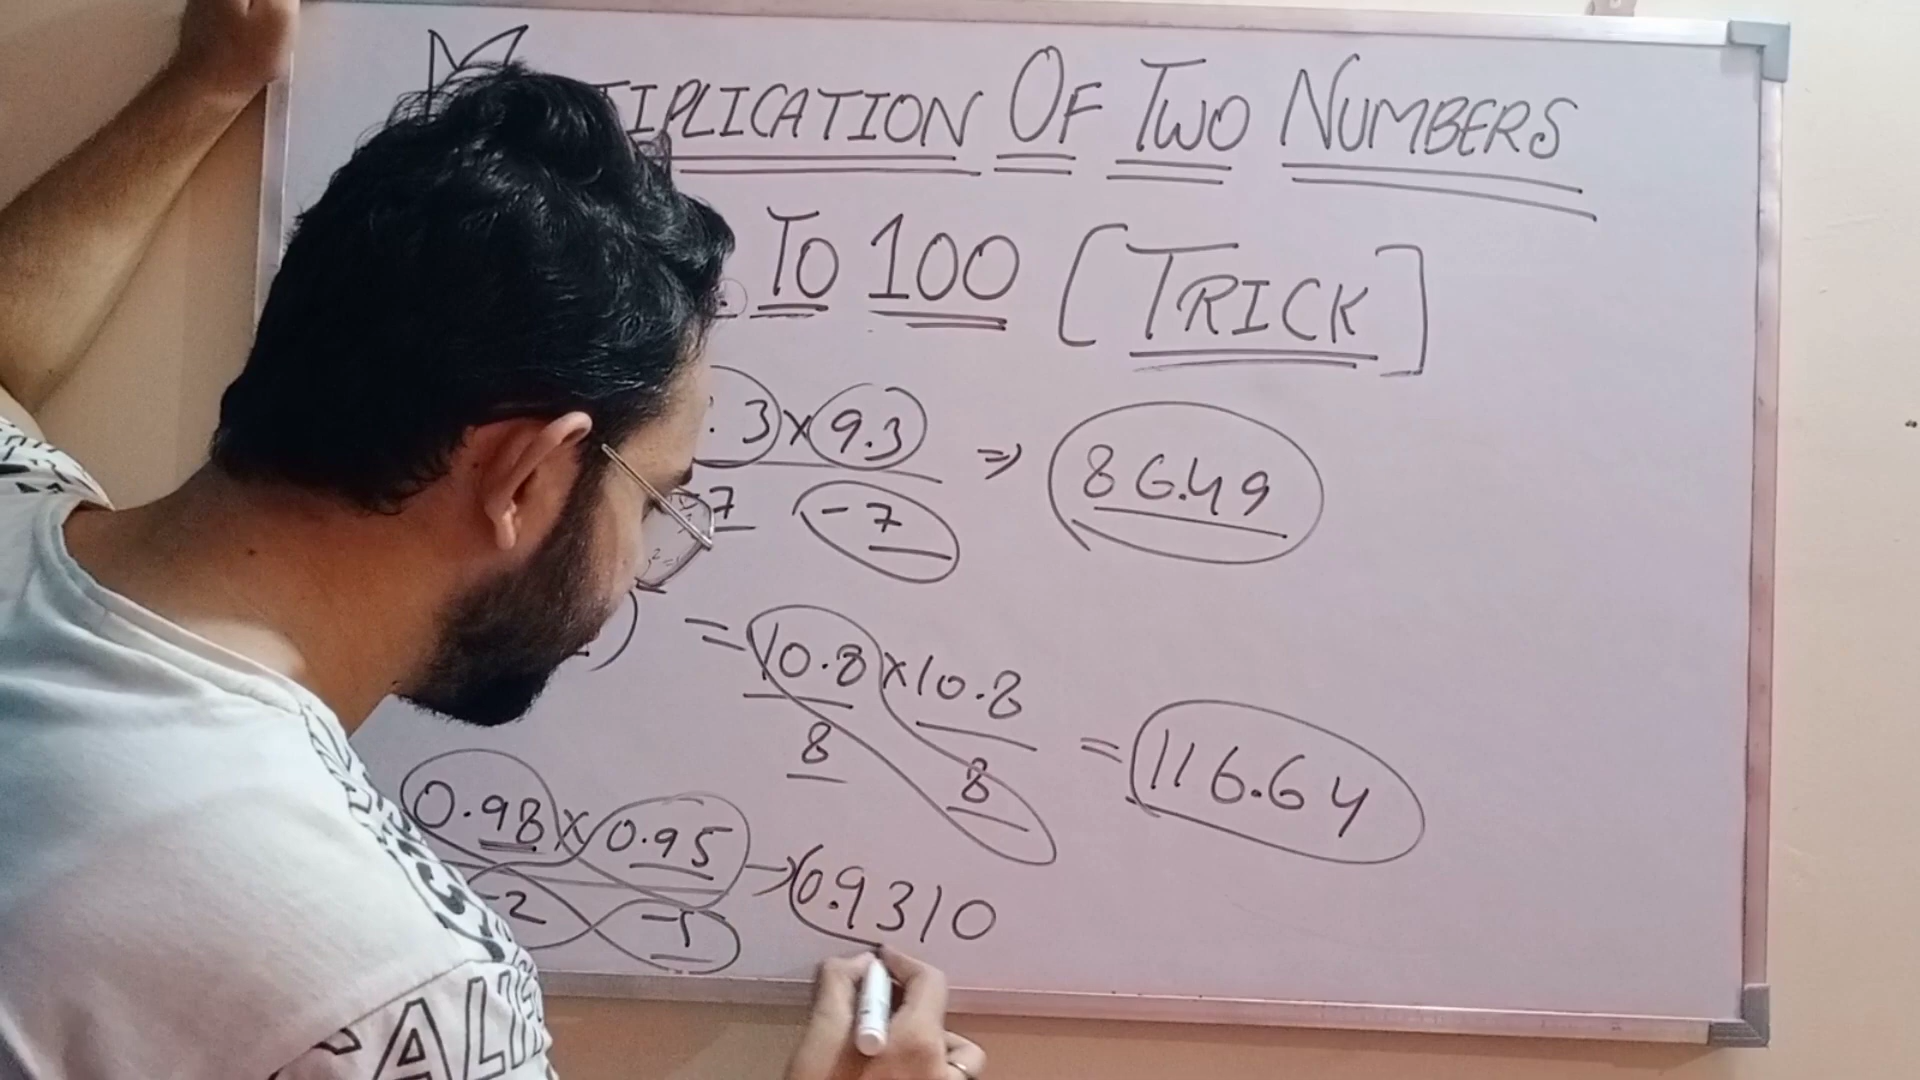 TIPLICATION OF TWO NUMBERS
TO 100 [TRICK]
.3 x 9.3 => 86.49
-7 -7
) = 10.8 x 10.8 = 116.64
8 8
0.98 x 0.95 → 0.9310
-2 -5
CALIF